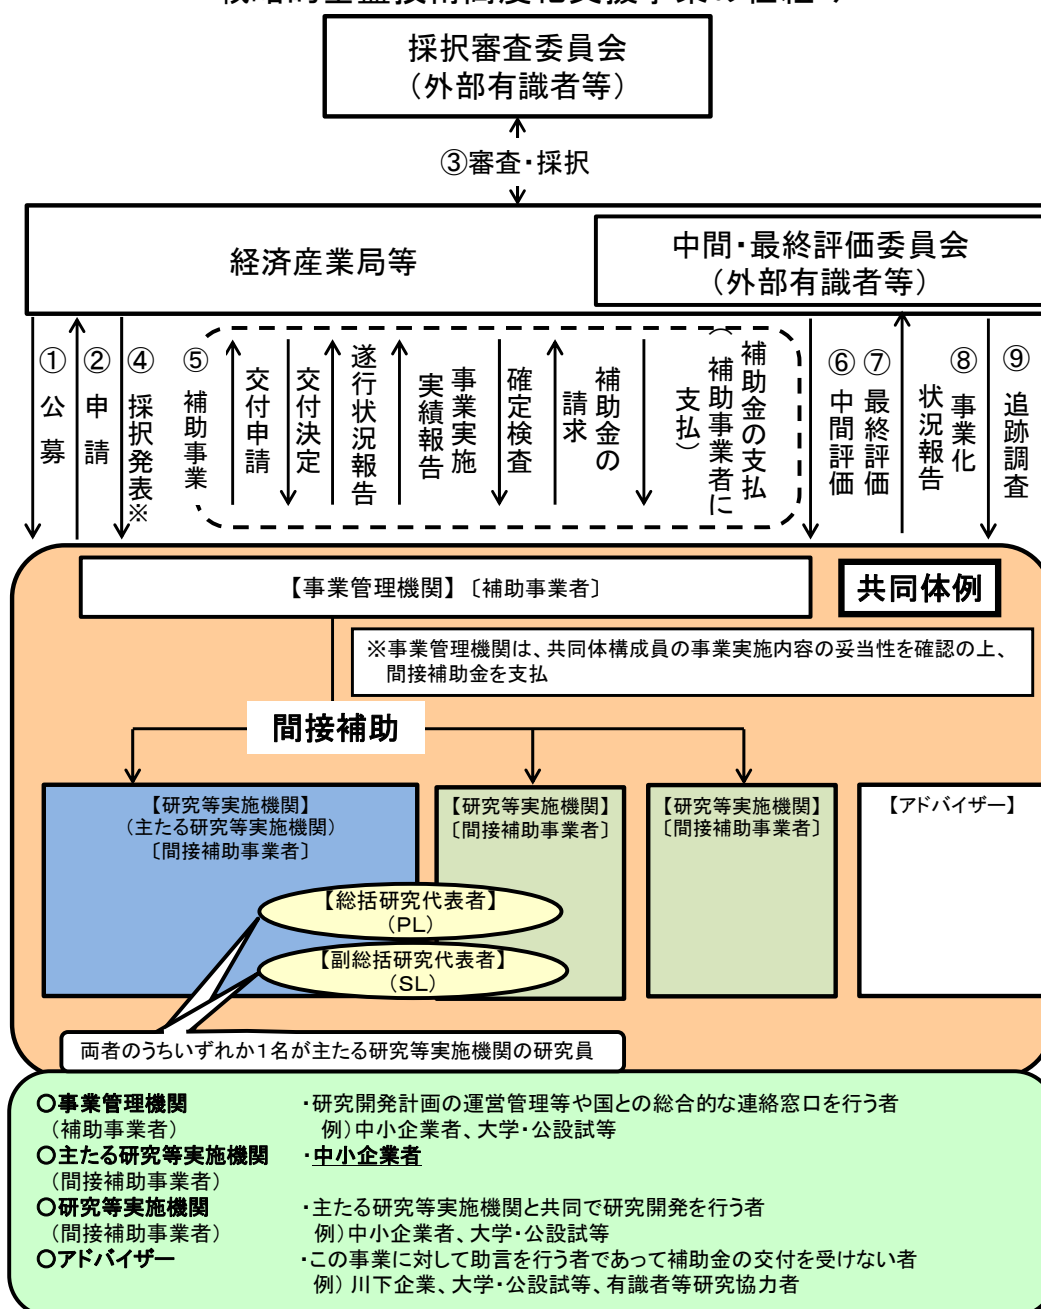 採択審査委員会
（外部有識者等）
③審査・採択
経済産業局等
中間・最終評価委員会
（外部有識者等）
①公募
②申請
④採択発表※
⑤補助事業
交付申請
交付決定
遂行状況報告
事業実施
実績報告
確定検査
補助金の
請求
補助金の支払
（補助事業者に
支払）
⑥中間評価
⑦最終評価
⑧事業化
状況報告
⑨追跡調査
【事業管理機関】〔補助事業者〕
共同体例
※事業管理機関は、共同体構成員の事業実施内容の妥当性を確認の上、
間接補助金を支払
間接補助
【研究等実施機関】
（主たる研究等実施機関）
〔間接補助事業者〕
【研究等実施機関】
〔間接補助事業者〕
【研究等実施機関】
〔間接補助事業者〕
【アドバイザー】
【総括研究代表者】
（PL）
【副総括研究代表者】
（SL）
両者のうちいずれか１名が主たる研究等実施機関の研究員
○事業管理機関 ・研究開発計画の運営管理等や国との総合的な連絡窓口を行う者
（補助事業者） 例）中小企業者、大学・公設試等
○主たる研究等実施機関 ・中小企業者
（間接補助事業者）
○研究等実施機関 ・主たる研究等実施機関と共同で研究開発を行う者
（間接補助事業者） 例）中小企業者、大学・公設試等
○アドバイザー ・この事業に対して助言を行う者であって補助金の交付を受けない者
例） 川下企業、大学・公設試等、有識者等研究協力者